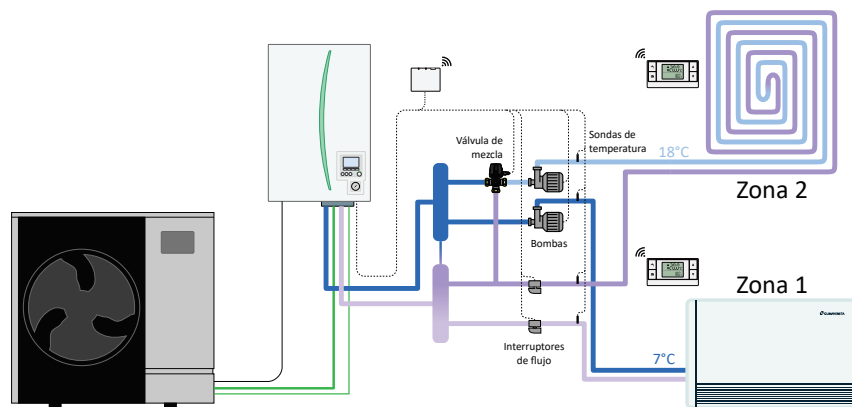 Válvula de
mezcla
Sondas de
temperatura
18°C
Zona 2
Bombas
Zona 1
Interruptores
de flujo
7°C